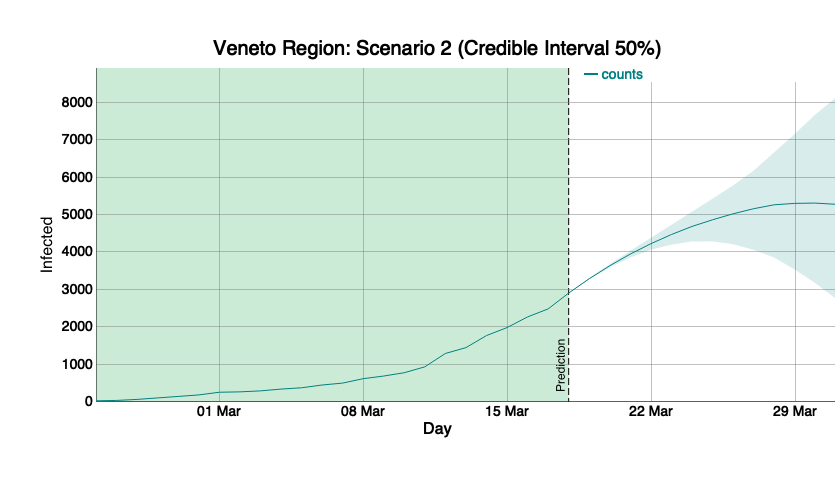 Veneto Region: Scenario 2 (Credible Interval 50%)
counts
8000
7000
6000
5000
4000
3000
2000
1000
0
Infected
Prediction
01 Mar
08 Mar
15 Mar
22 Mar
29 Mar
Day